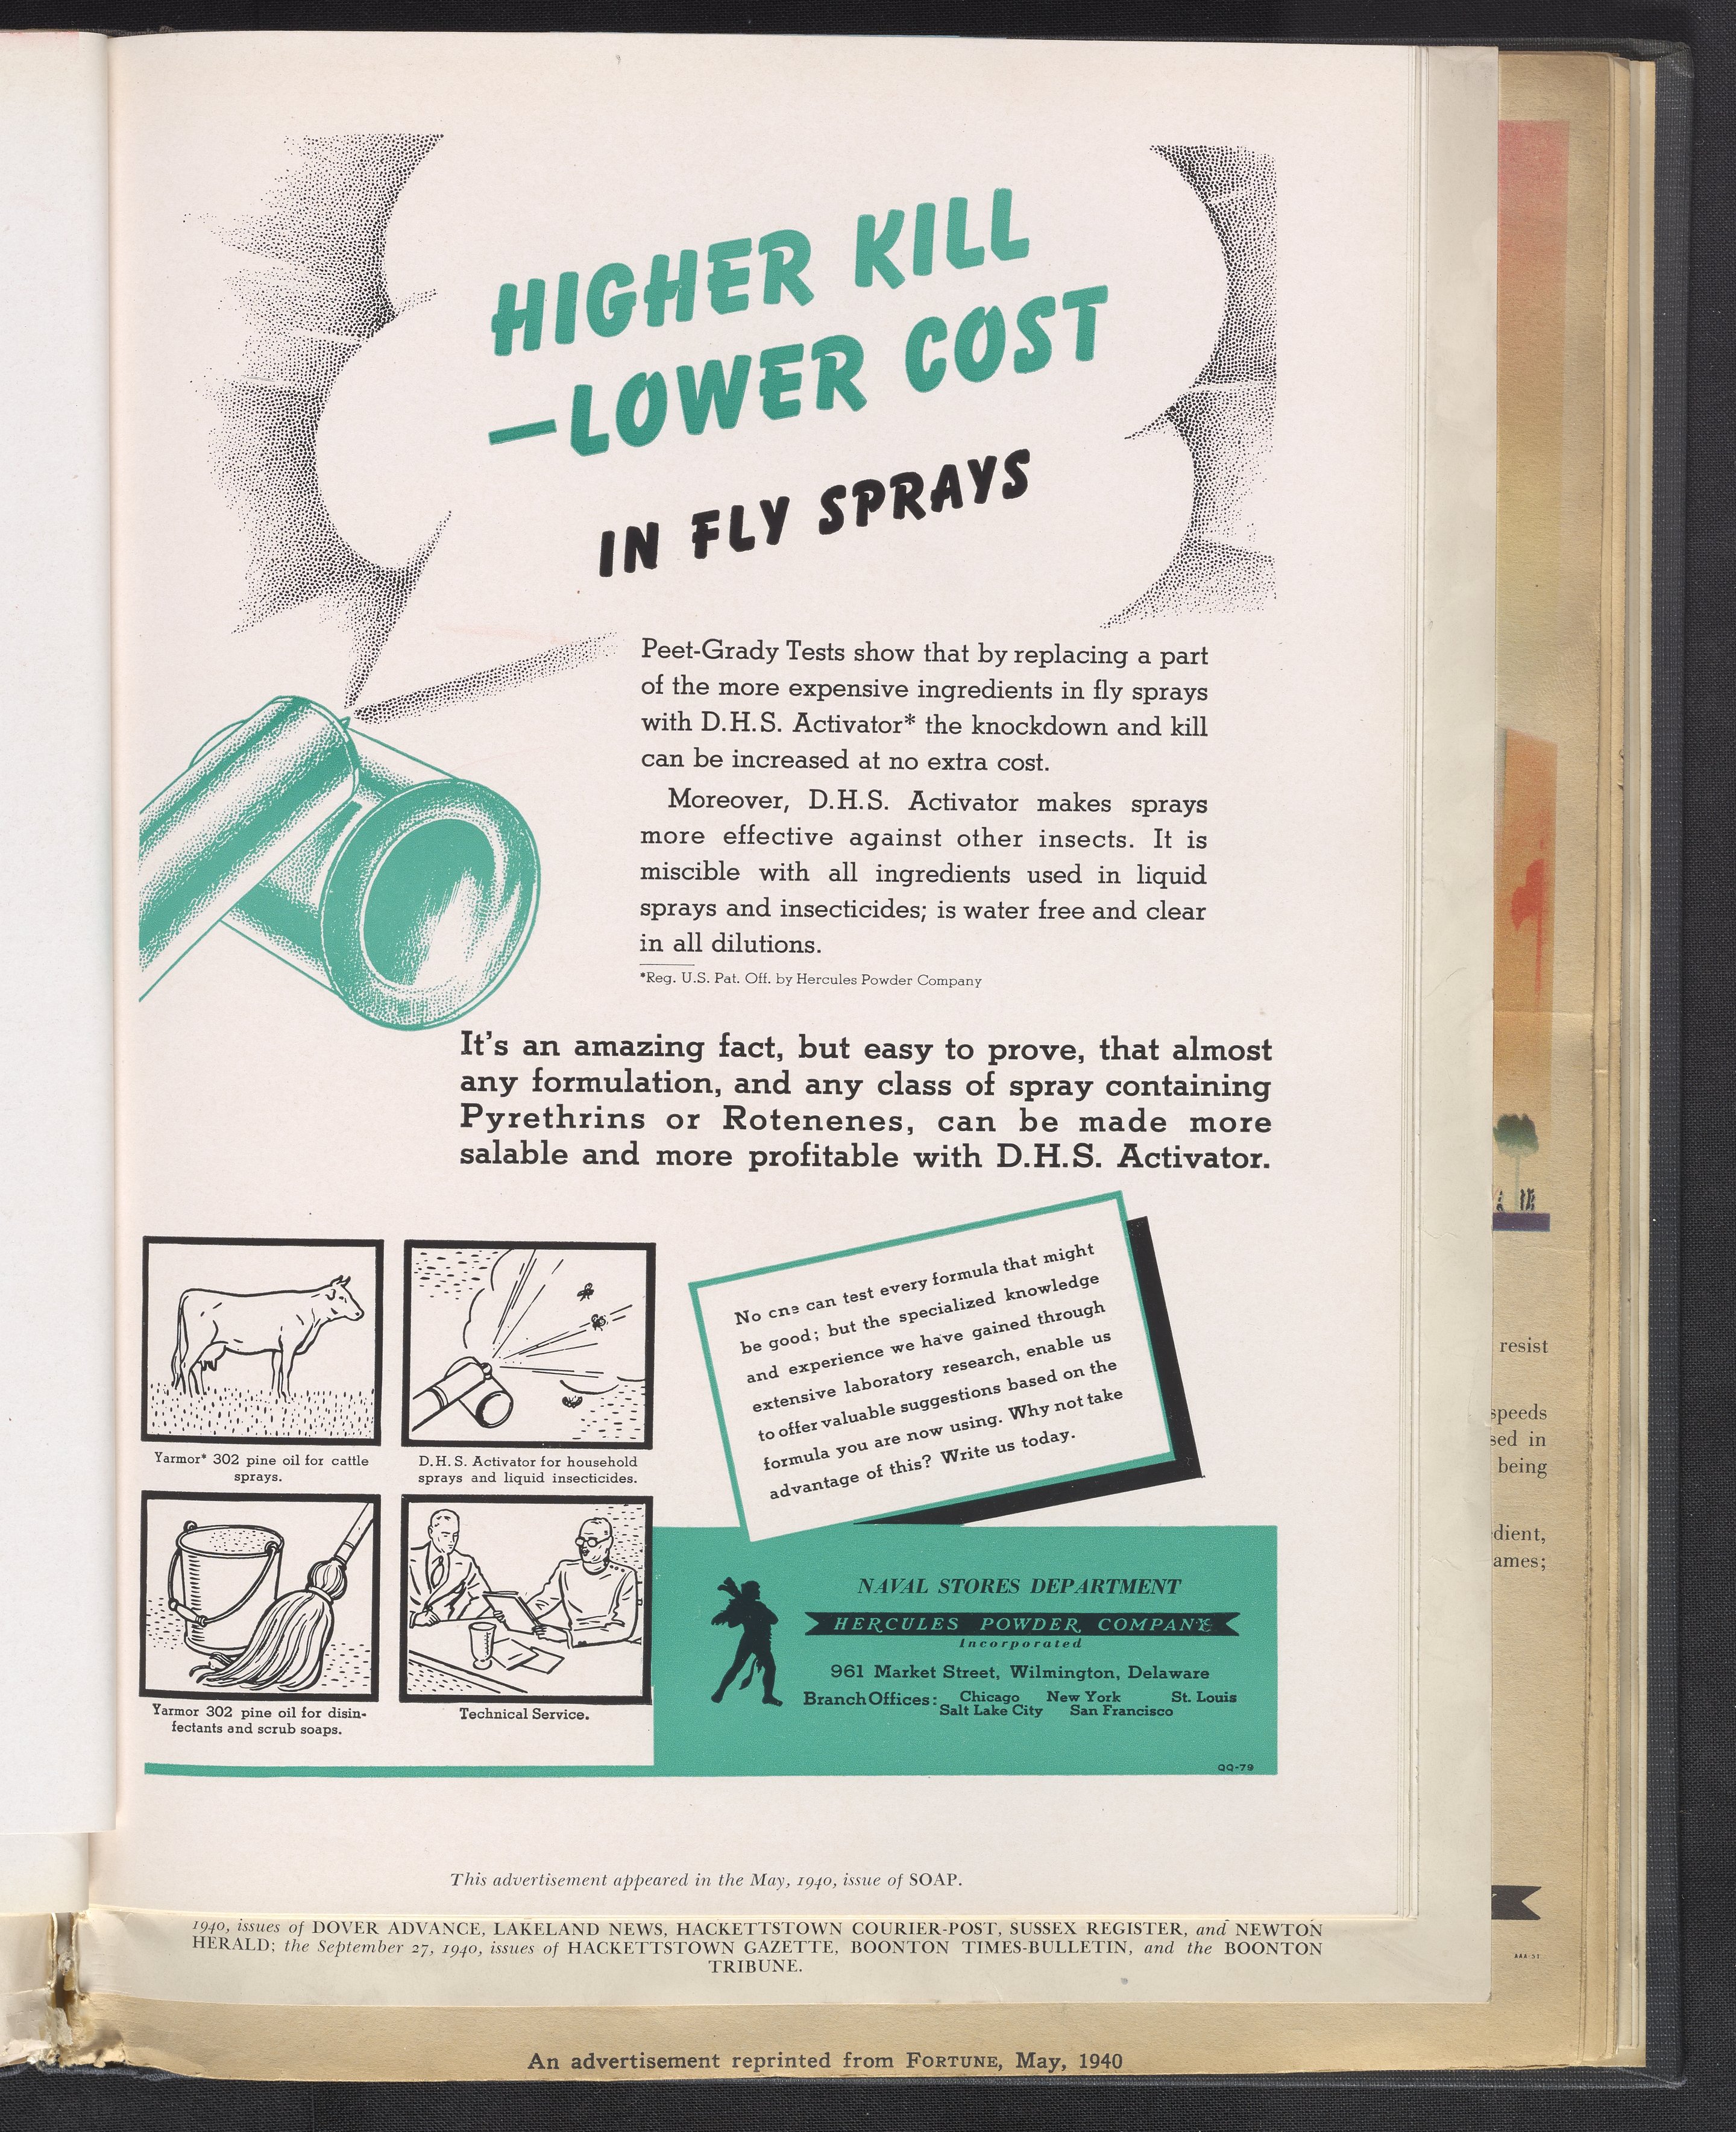 HIGHER KILL
—LOWER COST
IN FLY SPRAYS
Peet-Grady Tests show that by replacing a part
of the more expensive ingredients in fly sprays
with D.H.S. Activator* the knockdown and kill
can be increased at no extra cost.
Moreover, D.H.S. Activator makes sprays
more effective against other insects. It is
miscible with all ingredients used in liquid
sprays and insecticides; is water free and clear
in all dilutions.
*Reg. U.S. Pat. Off. by Hercules Powder Company
It's an amazing fact, but easy to prove, that almost
any formulation, and any class of spray containing
Pyrethrins or Rotenenes, can be made more
salable and more profitable with D.H.S. Activator.
No one can test every formula that might
be good; but the specialized knowledge
and experience we have gained through
extensive laboratory research, enable us
to offer valuable suggestions based on the
formula you are now using. Why not take
advantage of this? Write us today.
Yarmor* 302 pine oil for cattle
sprays.
D.H.S. Activator for household
sprays and liquid insecticides.
Yarmor 302 pine oil for disin-
fectants and scrub soaps.
Technical Service.
NAVAL STORES DEPARTMENT
HERCULES POWDER COMPANY
Incorporated
961 Market Street, Wilmington, Delaware
Branch Offices: Chicago New York St. Louis
Salt Lake City San Francisco
QQ-79
This advertisement appeared in the May, 1940, issue of SOAP.
1940, issues of DOVER ADVANCE, LAKELAND NEWS, HACKETTSTOWN COURIER-POST, SUSSEX REGISTER, and NEWTON
HERALD; the September 27, 1940, issues of HACKETTSTOWN GAZETTE, BOONTON TIMES-BULLETIN, and the BOONTON
TRIBUNE.
An advertisement reprinted from FORTUNE, May, 1940
resist
speeds
sed in
being
dient,
ames;
AAA-51